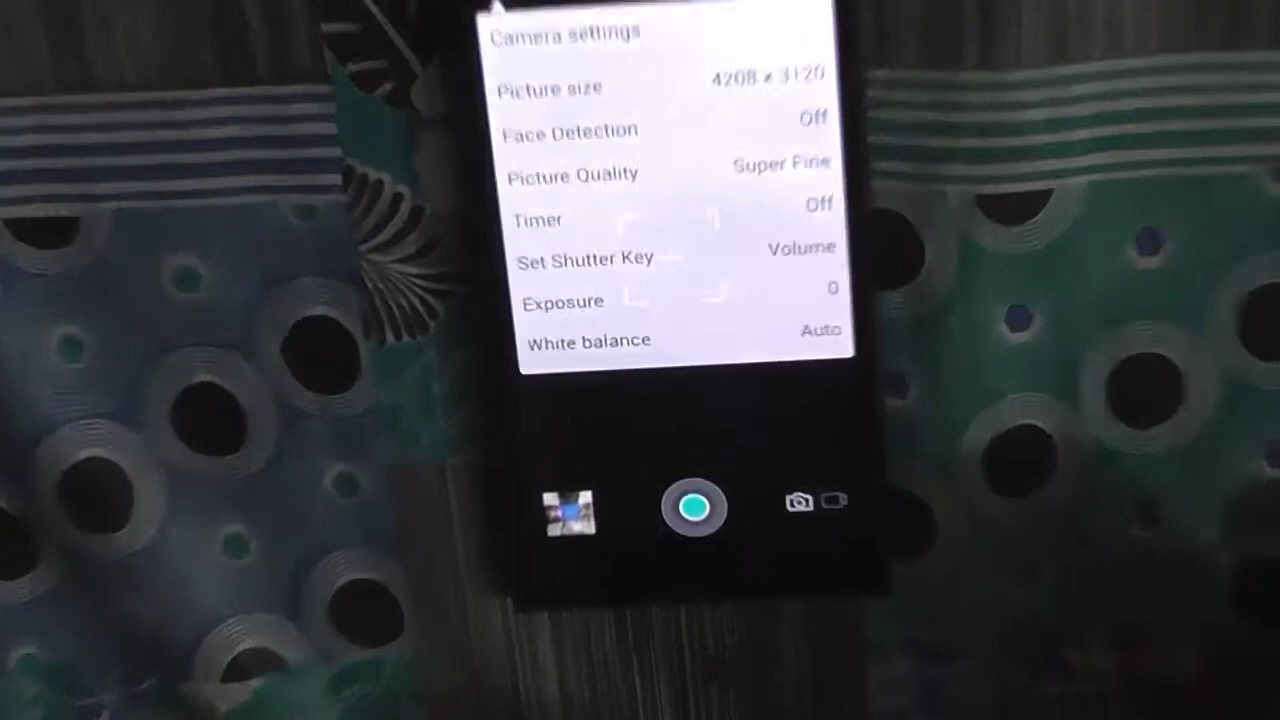 Camera settings
Picture size 4208 x 3120
Face Detection Off
Picture Quality Super Fine
Timer Off
Set Shutter Key Volume
Exposure 0
White balance Auto